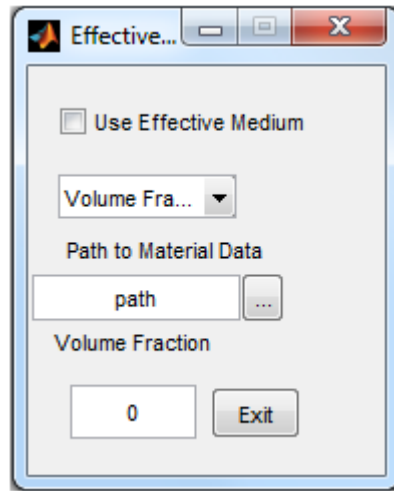 Effective...
Use Effective Medium
Volume Fra...
Path to Material Data
path ...
Volume Fraction
0 Exit